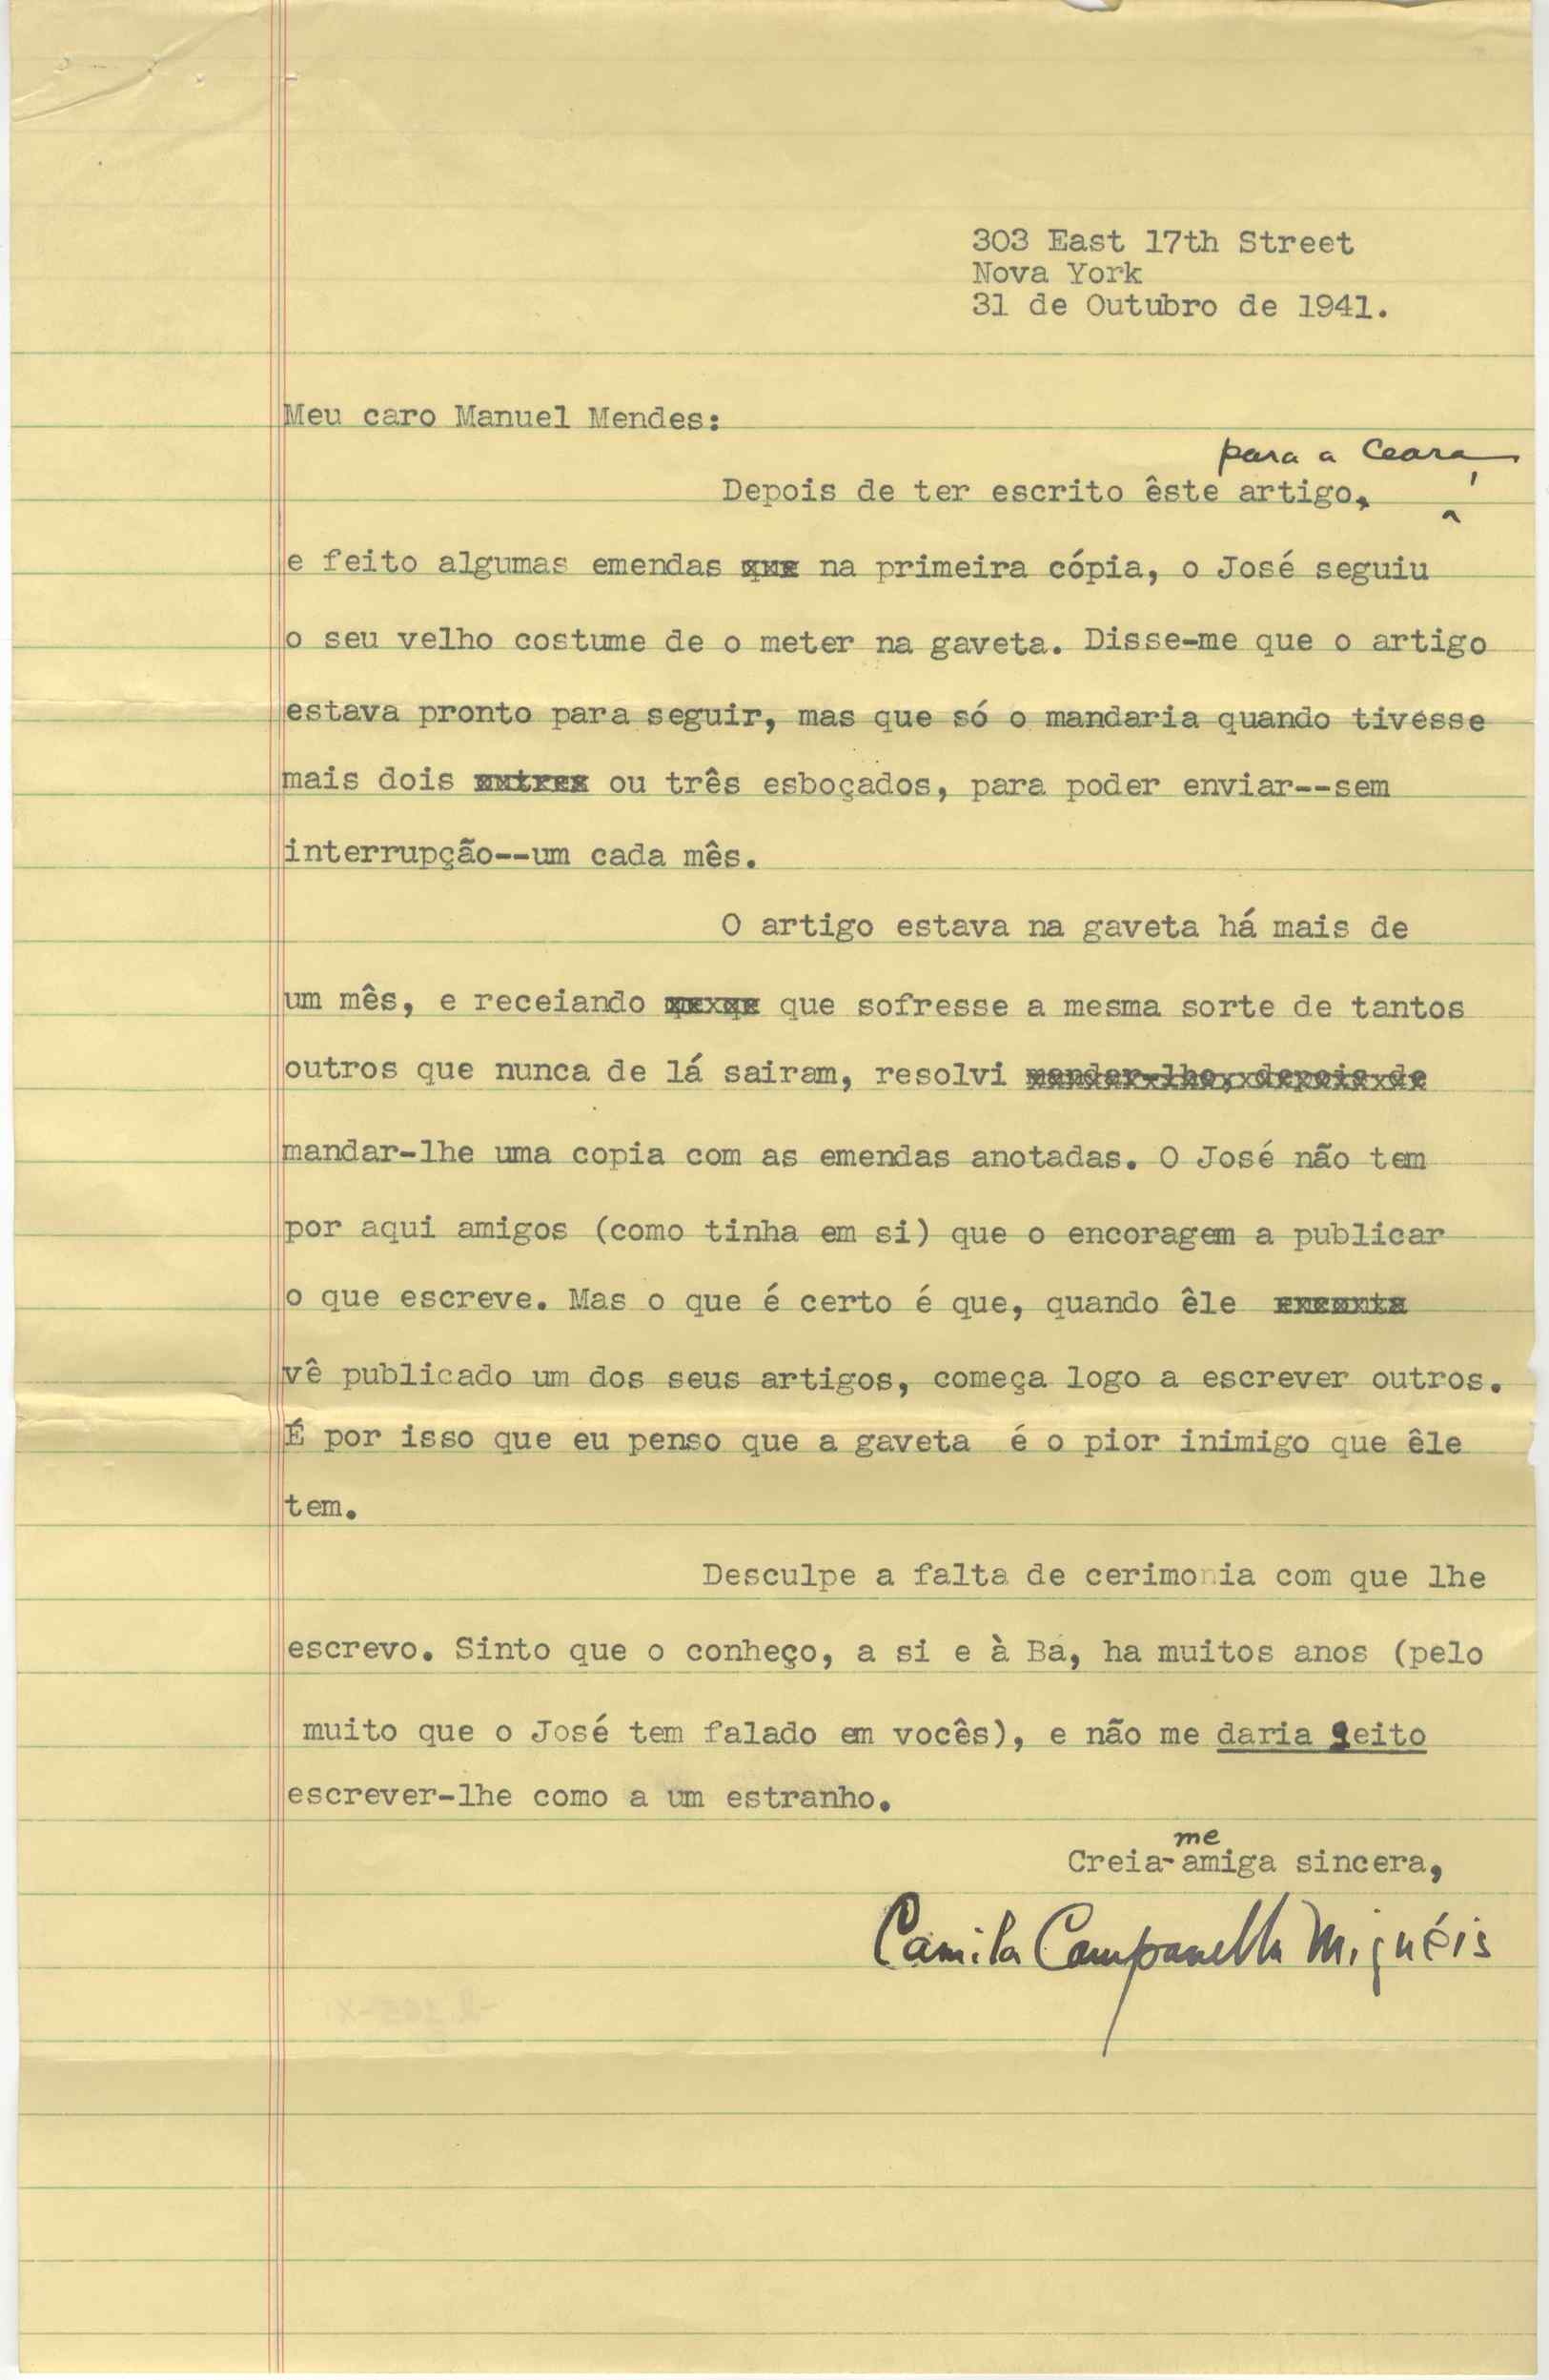 303 East 17th Street
Nova York
31 de Outubro de 1941.
Meu caro Manuel Mendes:
para a Ceara
Depois de ter escrito êste artigo,
e feito algumas emendas que na primeira cópia, o José seguiu
o seu velho costume de o meter na gaveta. Disse-me que o artigo
estava pronto para seguir, mas que só o mandaria quando tivesse
mais dois outros ou três esboçados, para poder enviar--sem
interrupção--um cada mês.
O artigo estava na gaveta há mais de
um mês, e receiando que sofresse a mesma sorte de tantos
outros que nunca de lá sairam, resolvi mandar-lho, depois de
mandar-lhe uma copia com as emendas anotadas. O José não tem
por aqui amigos (como tinha em si) que o encoragem a publicar
o que escreve. Mas o que é certo é que, quando êle
vê publicado um dos seus artigos, começa logo a escrever outros.
É por isso que eu penso que a gaveta é o pior inimigo que êle
tem.
Desculpe a falta de cerimonia com que lhe
escrevo. Sinto que o conheço, a si e à Bá, ha muitos anos (pelo
muito que o José tem falado em vocês), e não me daria geito
escrever-lhe como a um estranho.
me
Creia-amiga sincera,
Camila Campanella Miguéis